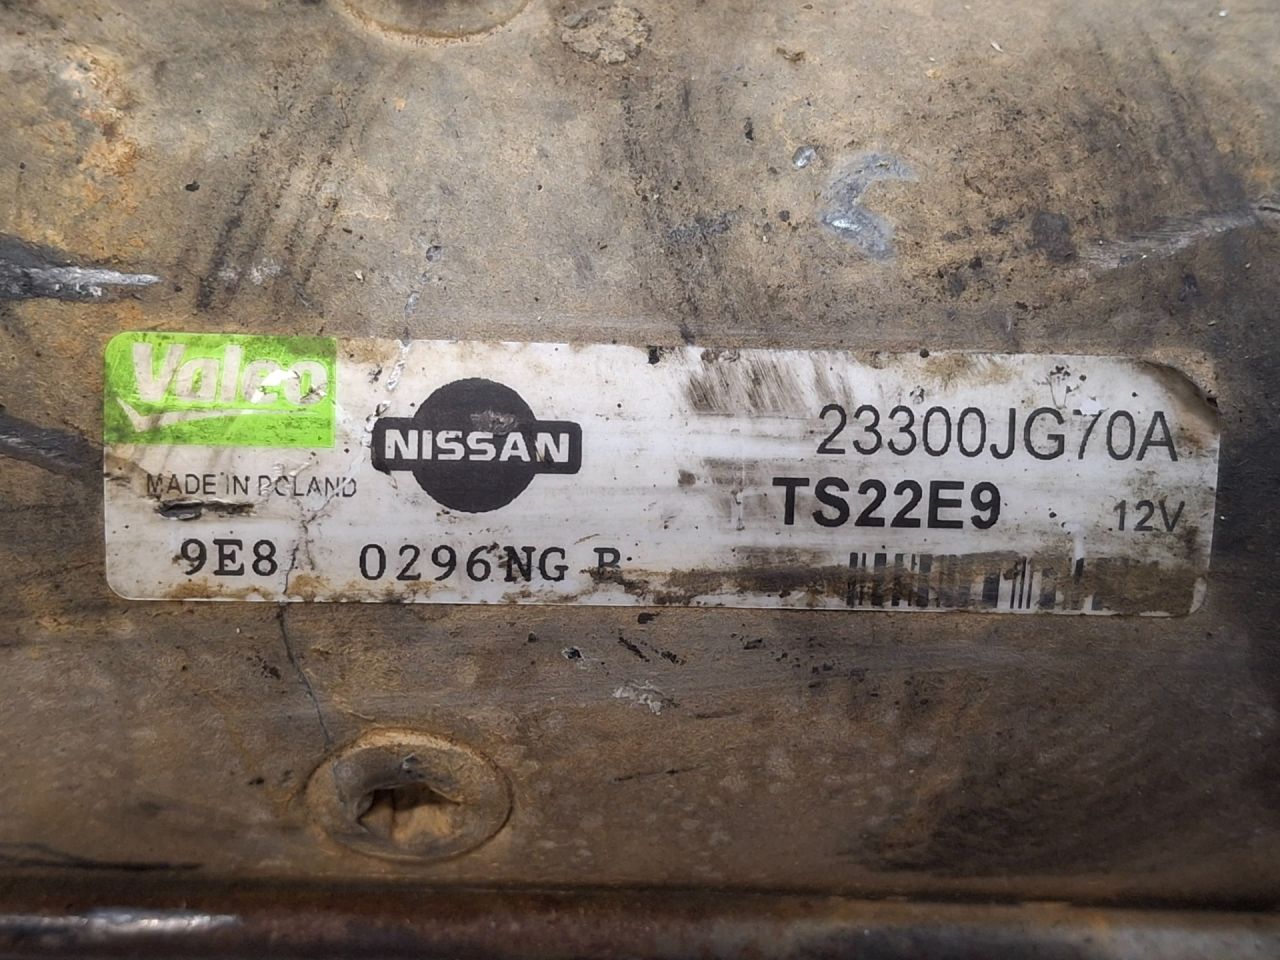 Valeo
NISSAN
23300JG70A
MADE IN POLAND
TS22E9
12V
9E8 0296NG B